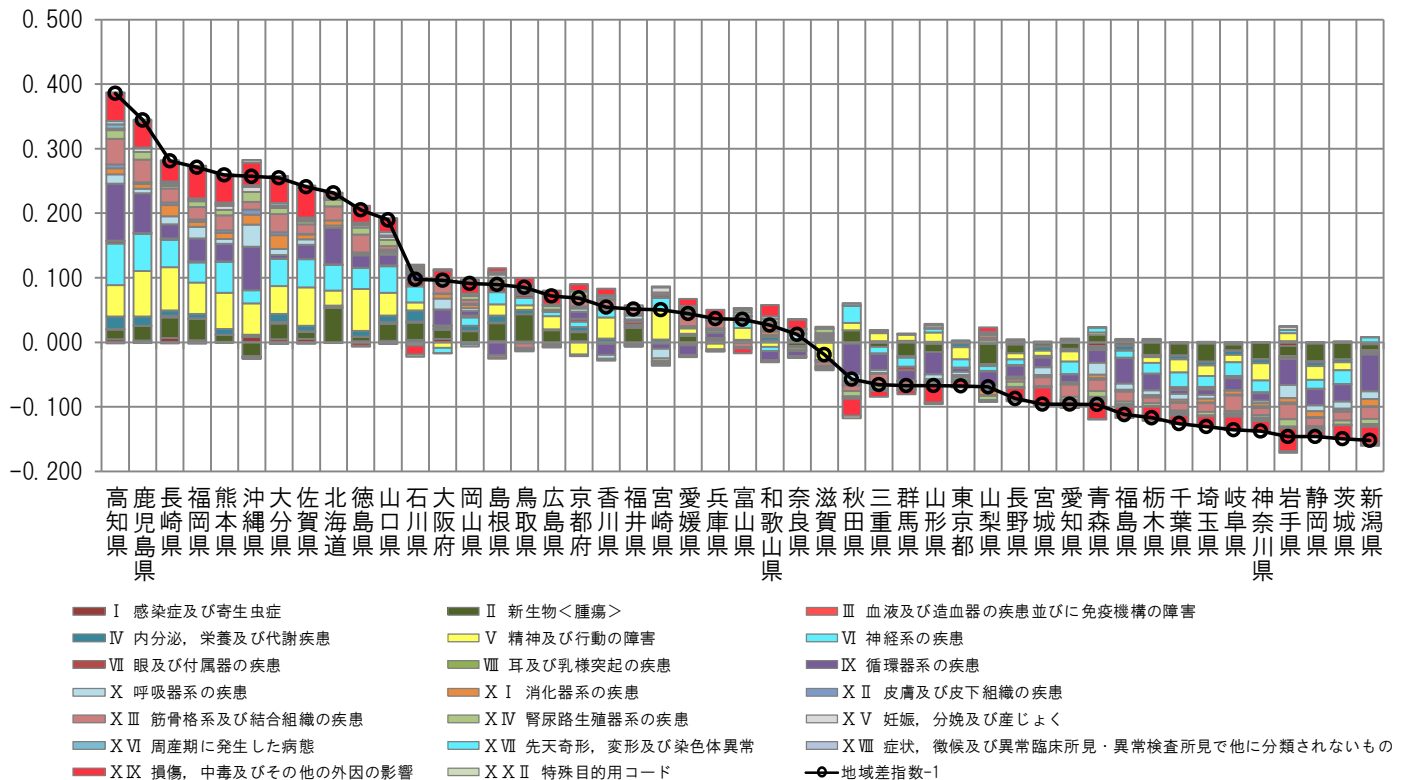 0.500
0.400
0.300
0.200
0.100
0.000
-0.100
-0.200
高知県
鹿児島県
長崎県
福岡県
熊本県
沖縄県
大分県
佐賀県
北海道
徳島県
山口県
石川県
大阪府
岡山県
島根県
鳥取県
広島県
京都府
香川県
福井県
宮崎県
愛媛県
兵庫県
富山県
和歌山県
奈良県
滋賀県
秋田県
三重県
群馬県
山形県
東京都
山梨県
長野県
宮城県
愛知県
青森県
福島県
栃木県
千葉県
埼玉県
岐阜県
神奈川県
岩手県
静岡県
茨城県
新潟県
Ⅰ 感染症及び寄生虫症
Ⅱ 新生物＜腫瘍＞
Ⅲ 血液及び造血器の疾患並びに免疫機構の障害
Ⅳ 内分泌，栄養及び代謝疾患
Ⅴ 精神及び行動の障害
Ⅵ 神経系の疾患
Ⅶ 眼及び付属器の疾患
Ⅷ 耳及び乳様突起の疾患
Ⅸ 循環器系の疾患
Ⅹ 呼吸器系の疾患
ⅩⅠ 消化器系の疾患
ⅩⅡ 皮膚及び皮下組織の疾患
ⅩⅢ 筋骨格系及び結合組織の疾患
ⅩⅣ 腎尿路生殖器系の疾患
ⅩⅤ 妊娠，分娩及び産じょく
ⅩⅥ 周産期に発生した病態
ⅩⅦ 先天奇形，変形及び染色体異常
ⅩⅧ 症状，徴候及び異常臨床所見・異常検査所見で他に分類されないもの
ⅩⅨ 損傷，中毒及びその他の外因の影響
ⅩⅩⅡ 特殊目的用コード
地域差指数-1